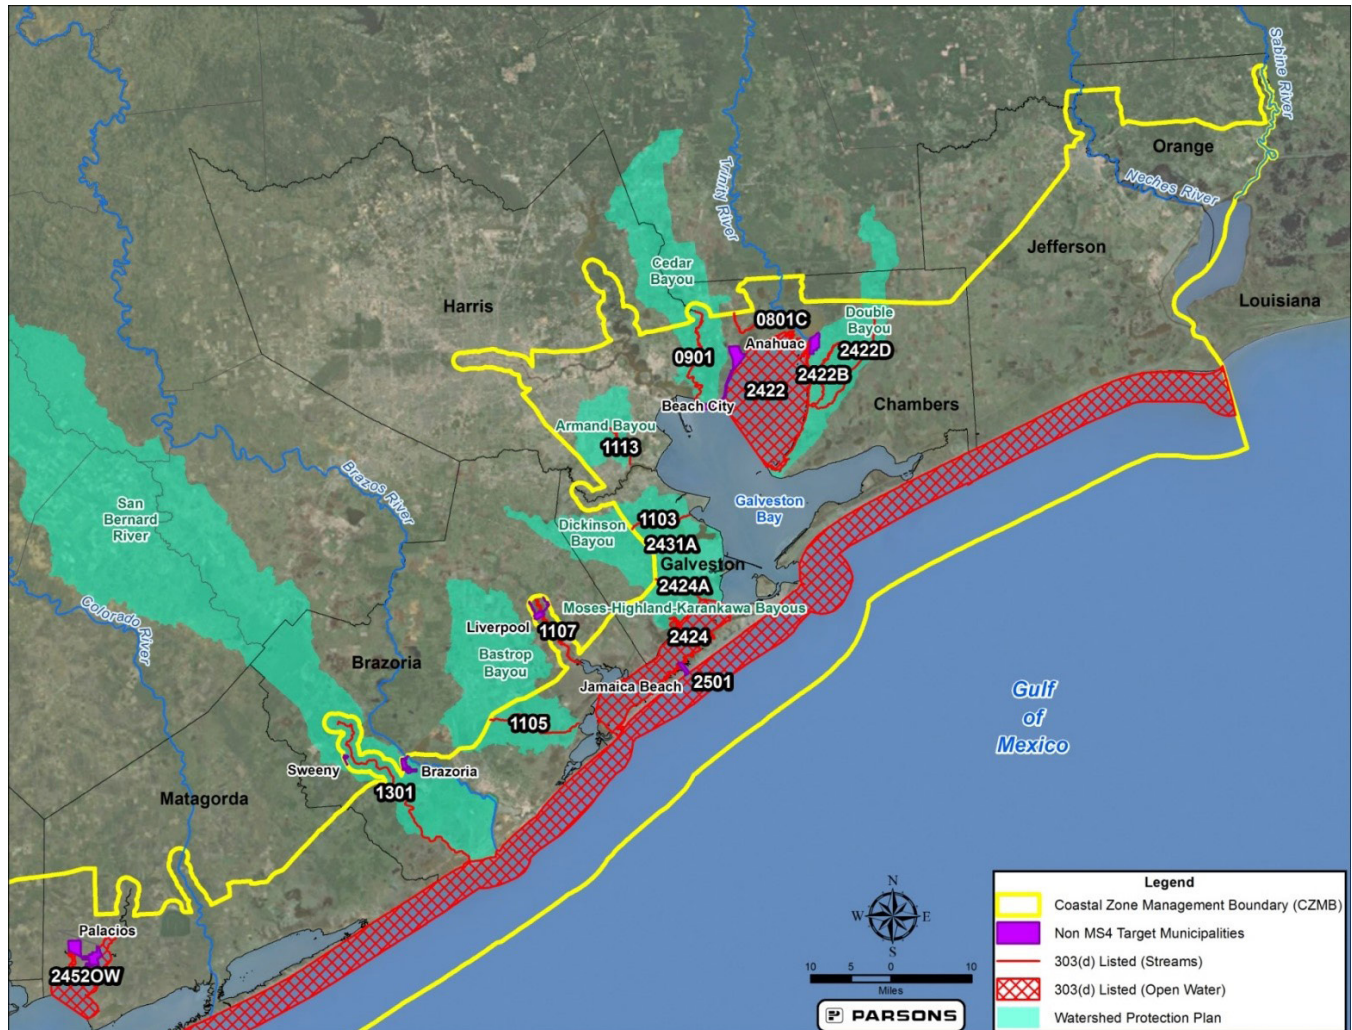 Sabine River
Orange
Neches River
Trinity River
Jefferson
Cedar
Bayou
Harris
Louisiana
0801C
Double
Bayou
Anahuac
2422D
0901
2422B
2422
Beach City
Chambers
Armand Bayou
1113
Brazos River
San
Bernard
River
Galveston
Bay
1103
Dickinson
Bayou
2431A
Galveston
2424A
Colorado River
Moses-Highland-Karankawa Bayous
Liverpool
1107
2424
Brazoria
Bastrop
Bayou
Jamaica Beach
2501
Gulf
of
Mexico
1105
Sweeny
Brazoria
1301
Matagorda
Palacios
2452OW
N
W
E
S
10
5
0
10
Miles
PARSONS
Legend
Coastal Zone Management Boundary (CZMB)
Non MS4 Target Municipalities
303(d) Listed (Streams)
303(d) Listed (Open Water)
Watershed Protection Plan